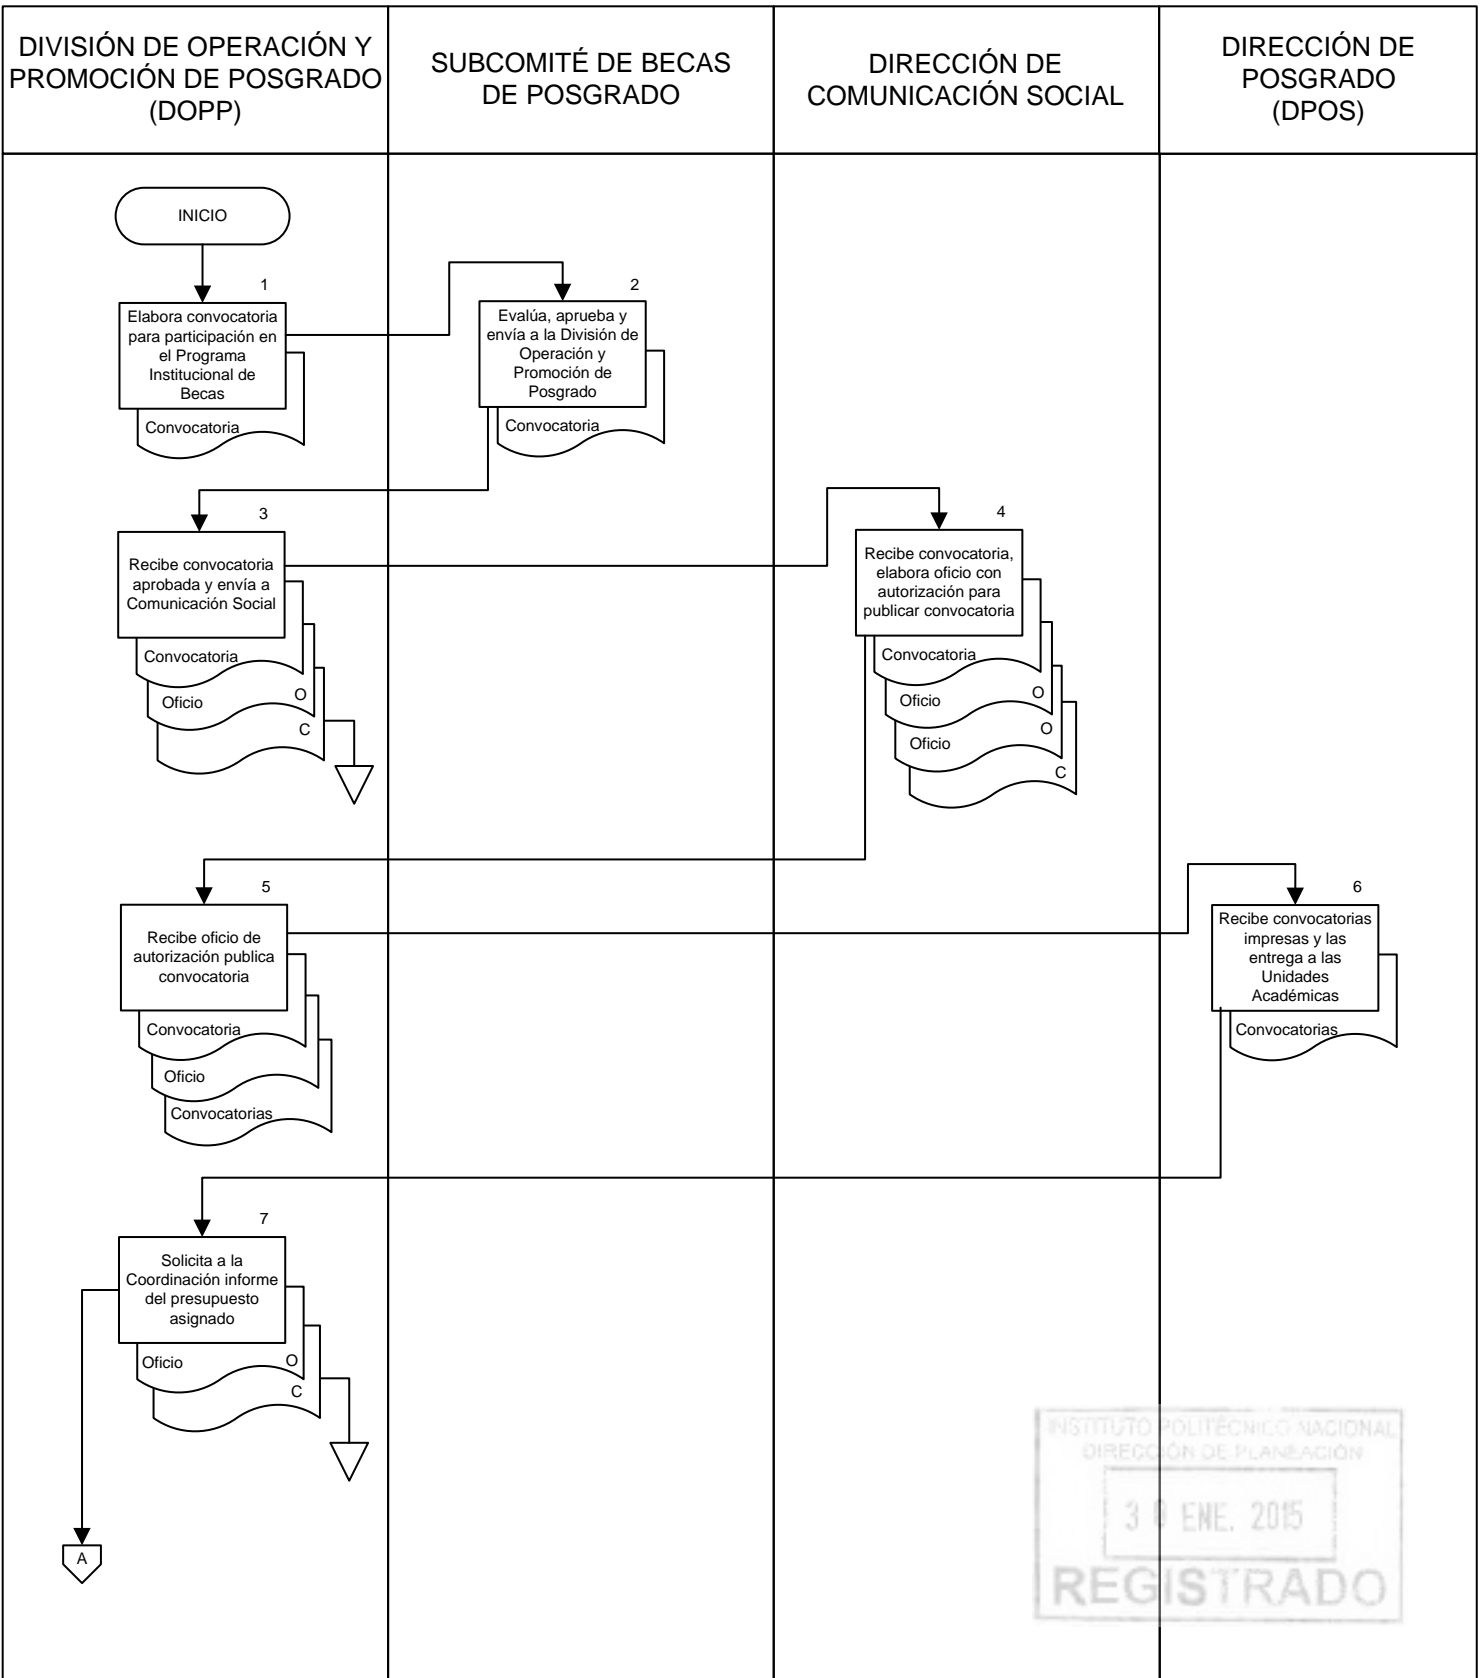 DIVISIÓN DE OPERACIÓN Y
PROMOCIÓN DE POSGRADO
(DOPP)
SUBCOMITÉ DE BECAS
DE POSGRADO
DIRECCIÓN DE
COMUNICACIÓN SOCIAL
DIRECCIÓN DE
POSGRADO
(DPOS)
INICIO
1
Elabora convocatoria
para participación en
el Programa
Institucional de
Becas
Convocatoria
2
Evalúa, aprueba y
envía a la División de
Operación y
Promoción de
Posgrado
Convocatoria
3
Recibe convocatoria
aprobada y envía a
Comunicación Social
Convocatoria
Oficio
O
C
4
Recibe convocatoria,
elabora oficio con
autorización para
publicar convocatoria
Convocatoria
Oficio
O
Oficio
O
C
5
Recibe oficio de
autorización publica
convocatoria
Convocatoria
Oficio
Convocatorias
6
Recibe convocatorias
impresas y las
entrega a las
Unidades
Académicas
Convocatorias
7
Solicita a la
Coordinación informe
del presupuesto
asignado
Oficio
O
C
A
INSTITUTO POLITÉCNICO NACIONAL
DIRECCIÓN DE PLANEACIÓN
30 ENE. 2015
REGISTRADO